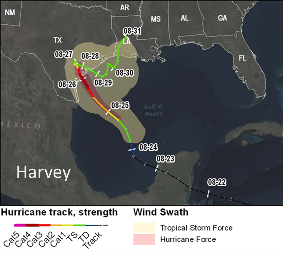 NM
AR
TX
LA
MS
AL
GA
FL
08-31
08-27
08-28
08-30
08-29
08-26
08-25
Gulf of
Mexico
MÉXICO
08-24
08-23
08-22
Harvey
Hurricane track, strength
Wind Swath
Cat5
Cat4
Cat3
Cat2
Cat1
TS
TD
Track
Tropical Storm Force
Hurricane Force